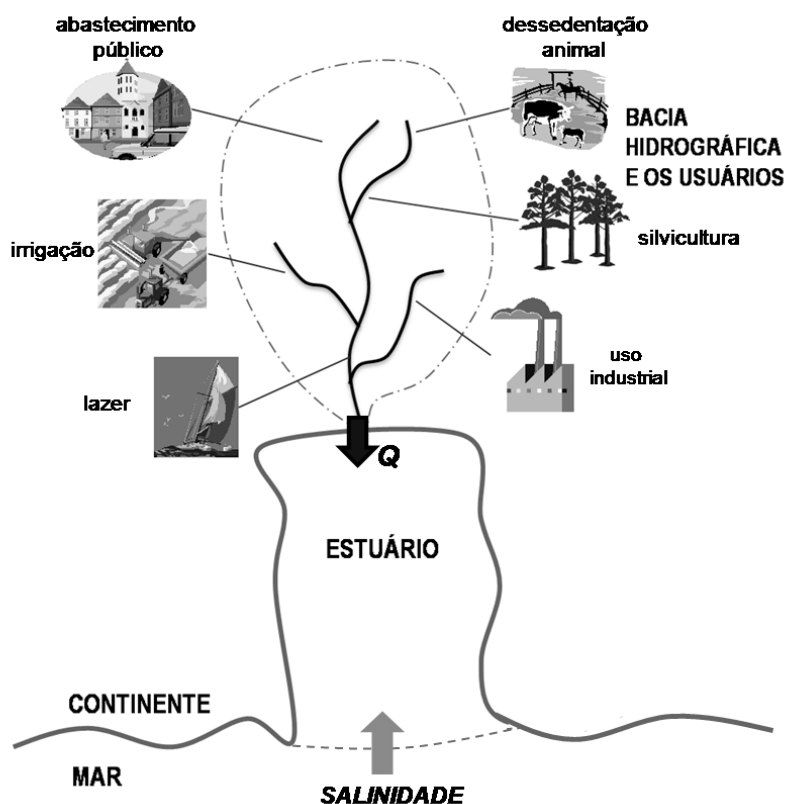 abastecimento
público
dessedentação
animal
BACIA
HIDROGRÁFICA
E OS USUÁRIOS
silvicultura
irrigação
uso
industrial
lazer
Q
ESTUÁRIO
CONTINENTE
MAR
SALINIDADE